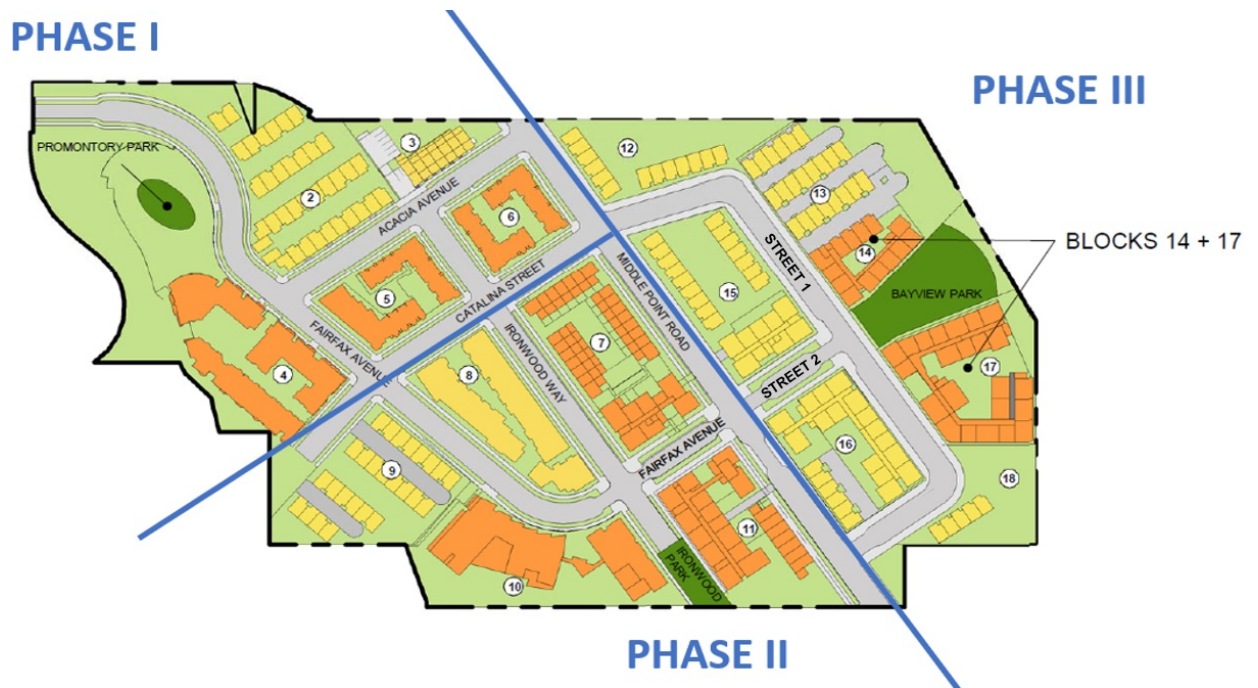 PHASE I
PHASE III
PROMONTORY PARK
3
12
2
13
ACACIA AVENUE
6
STREET 1
14
BLOCKS 14 + 17
CATALINA STREET
MIDDLE POINT ROAD
15
BAYVIEW PARK
5
FAIRFAX AVENUE
IRONWOOD WAY
7
4
8
STREET 2
17
FAIRFAX AVENUE
16
9
18
11
IRONWOOD
PARK
10
PHASE II